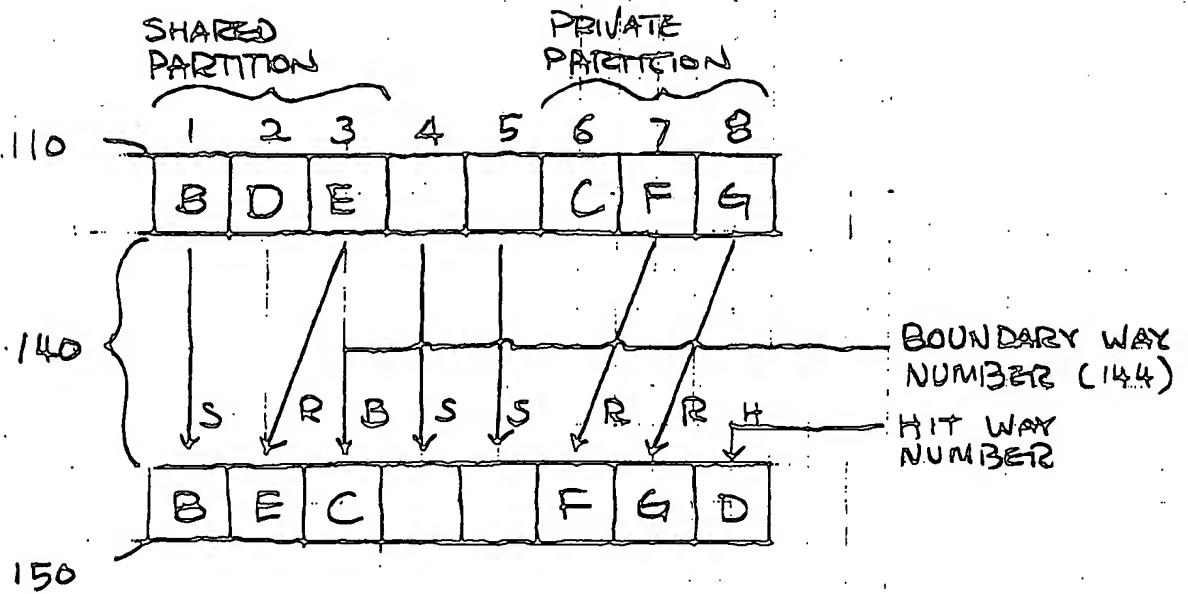 SHARED
PARTITION
PRIVATE
PARTITION
1 2 3 4 5 6 7 8
110
B D E C F G
140
BOUNDARY WAY
NUMBER (144)
S R B S S R R H
HIT WAY
NUMBER
B E C F G D
150